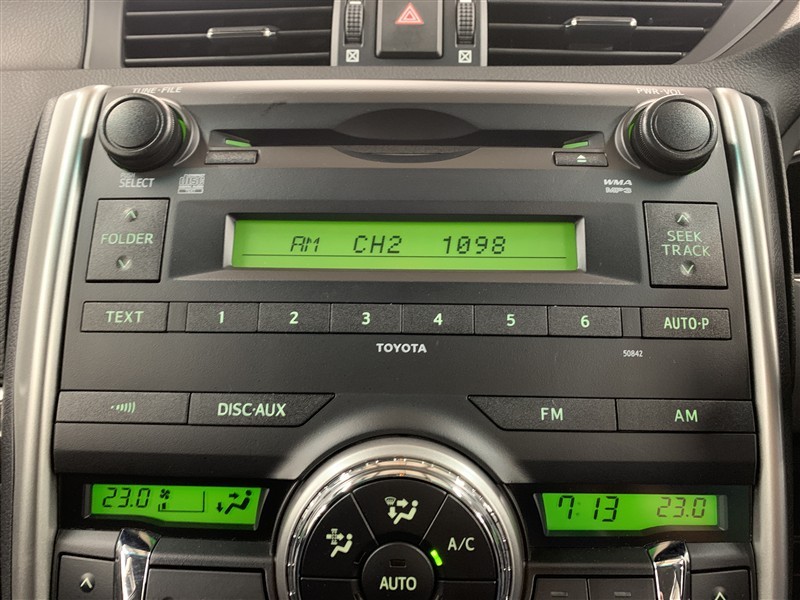 TUNE·FILE
PWR·VOL
SELECT
WMA
MP3
FOLDER
AM CH2 1098
SEEK
TRACK
TEXT
1 2 3 4 5 6
AUTO·P
TOYOTA
50842
DISC·AUX
FM
AM
23.0
7:13 23.0
A/C
AUTO